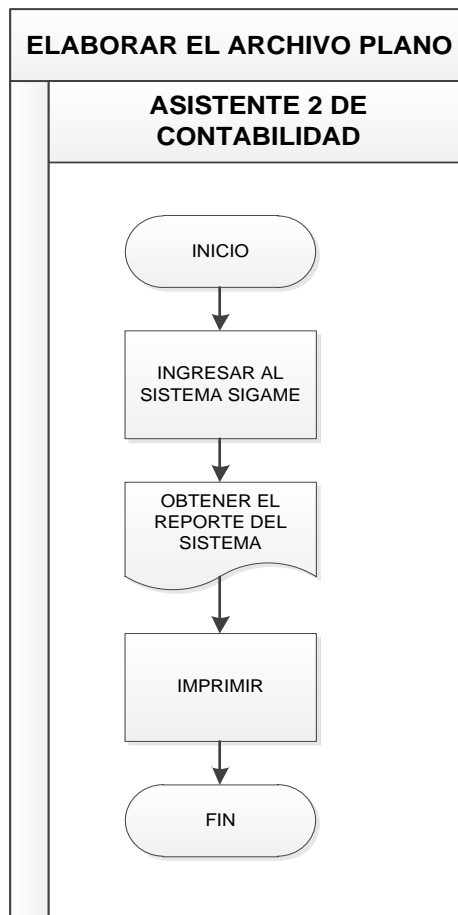 ELABORAR EL ARCHIVO PLANO
ASISTENTE 2 DE
CONTABILIDAD
INICIO
INGRESAR AL
SISTEMA SIGAME
OBTENER EL
REPORTE DEL
SISTEMA
IMPRIMIR
FIN